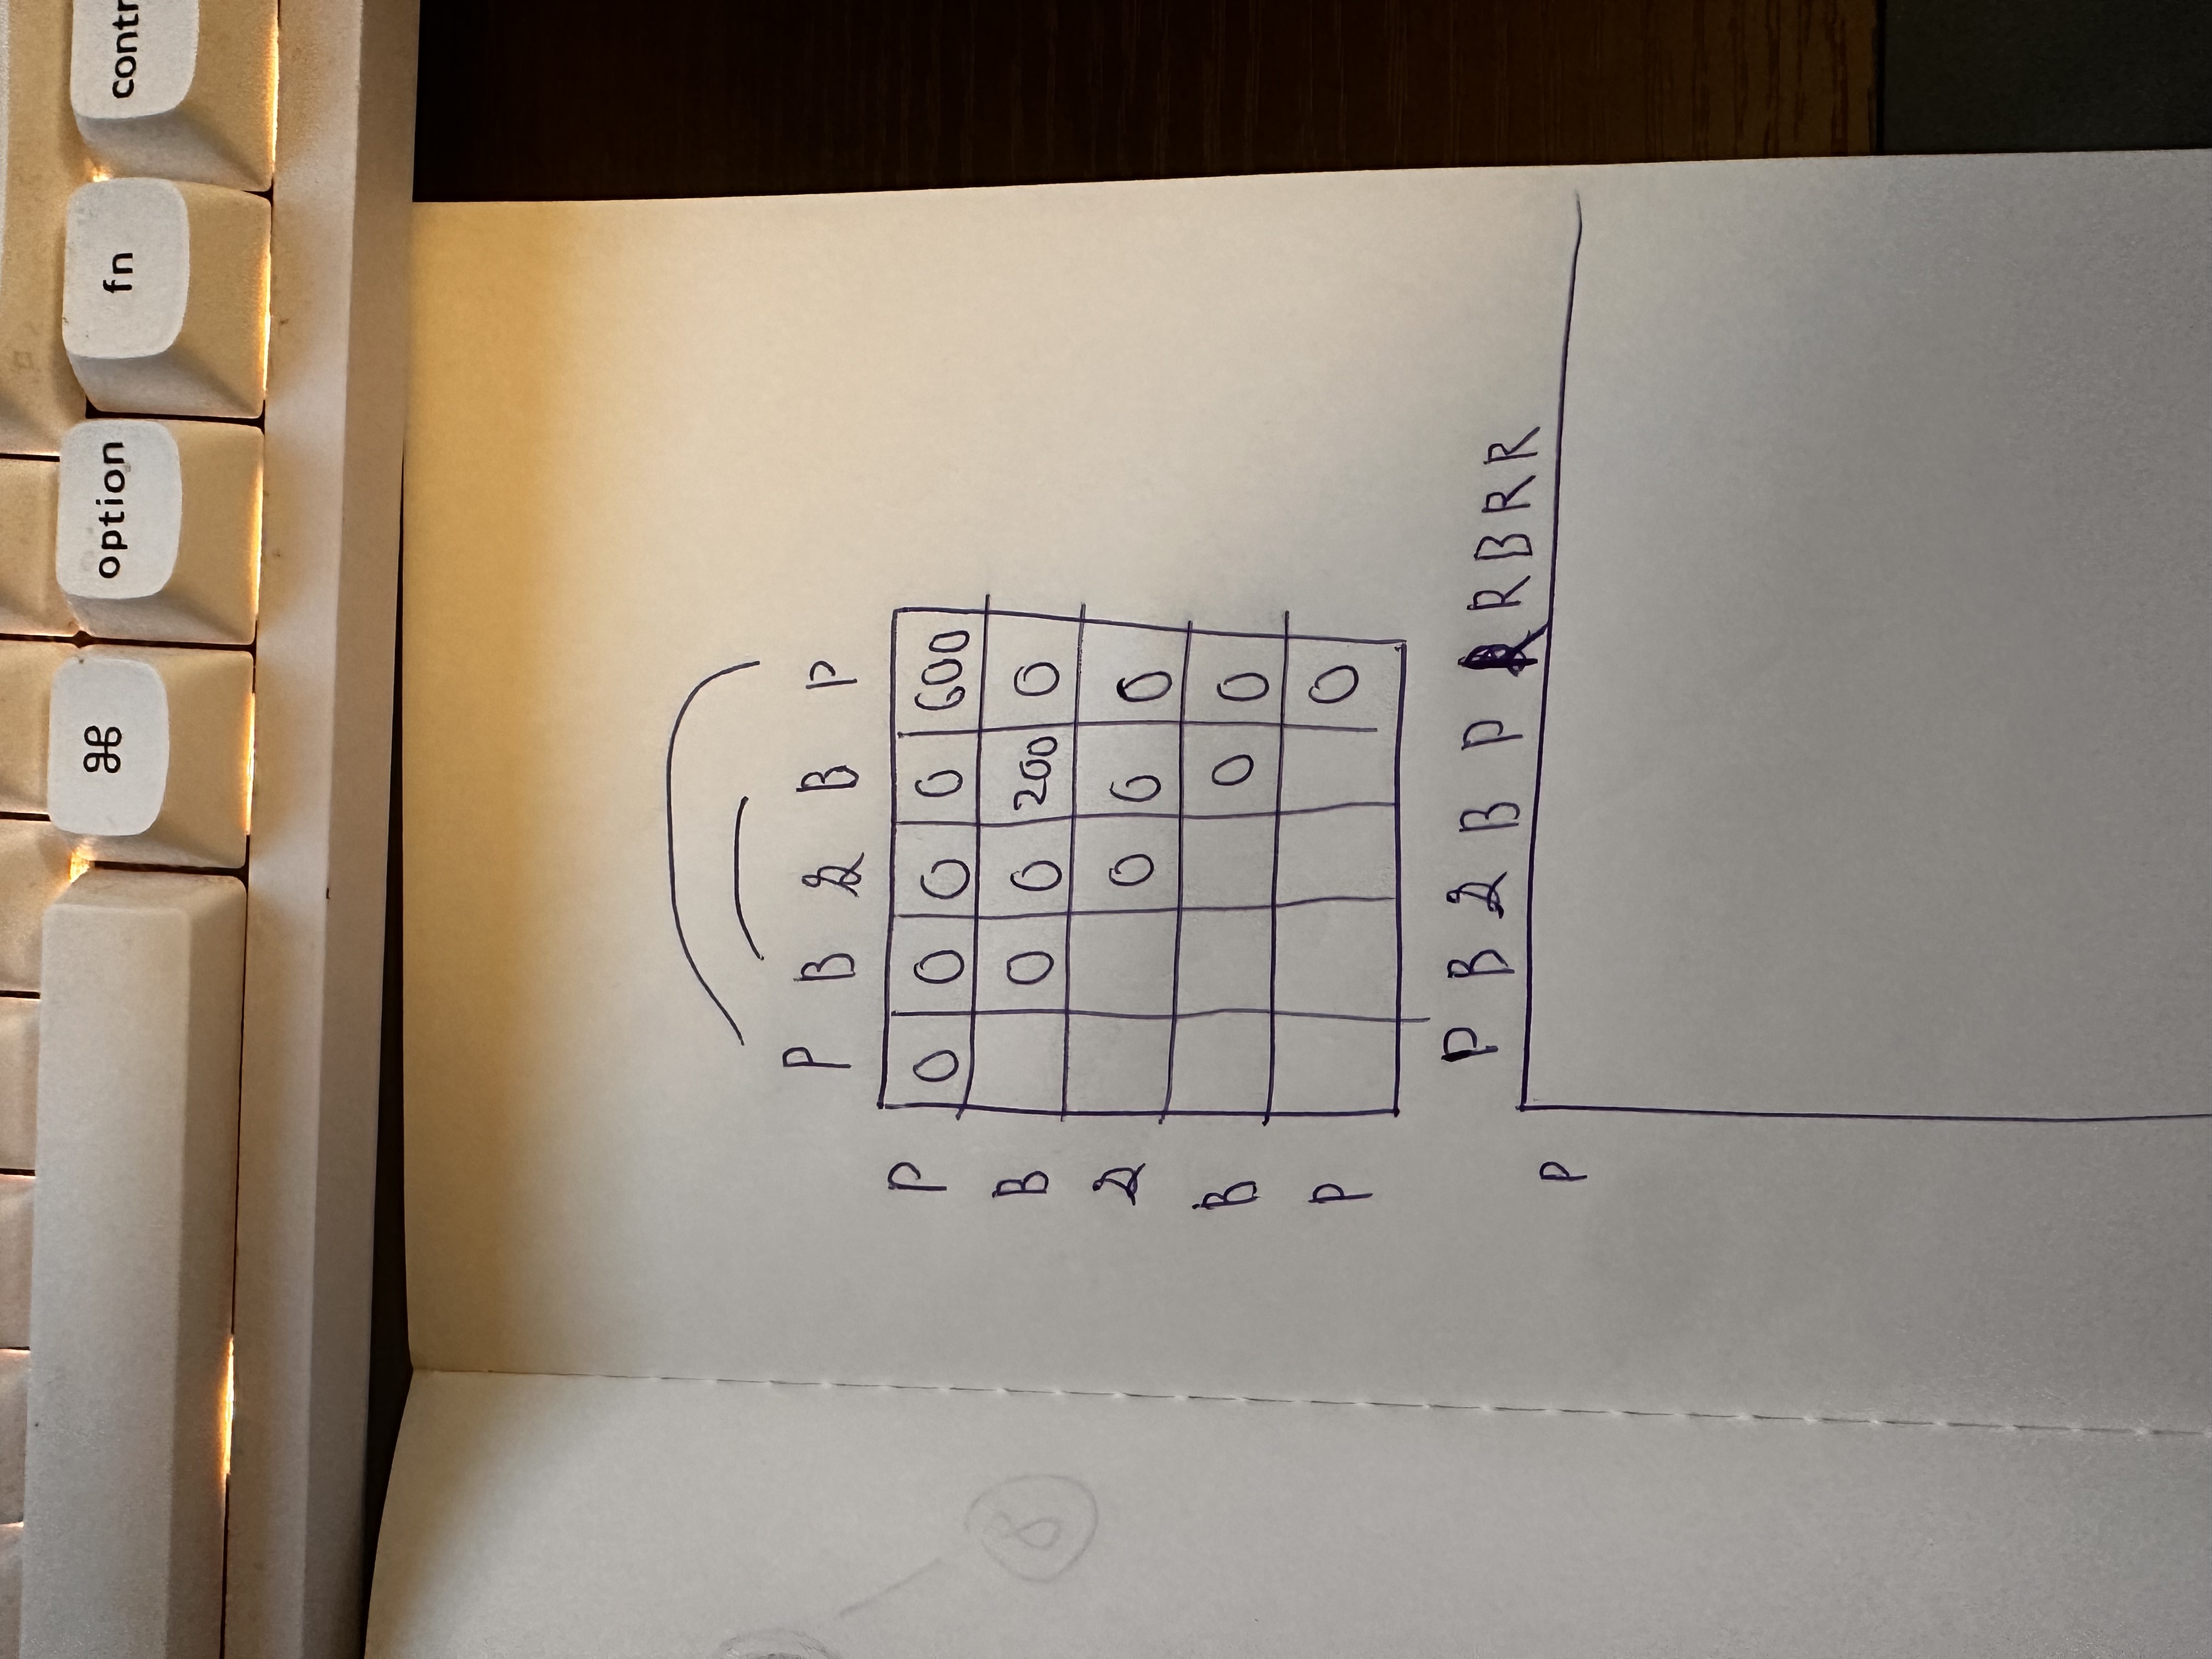 ⌘ option fn contr
P B Q B P
P 0 0 0 0 600
B 0 0 200 0
Q 0 0 0
B 0 0
P 0
8
P B Q B P R R B R R
P